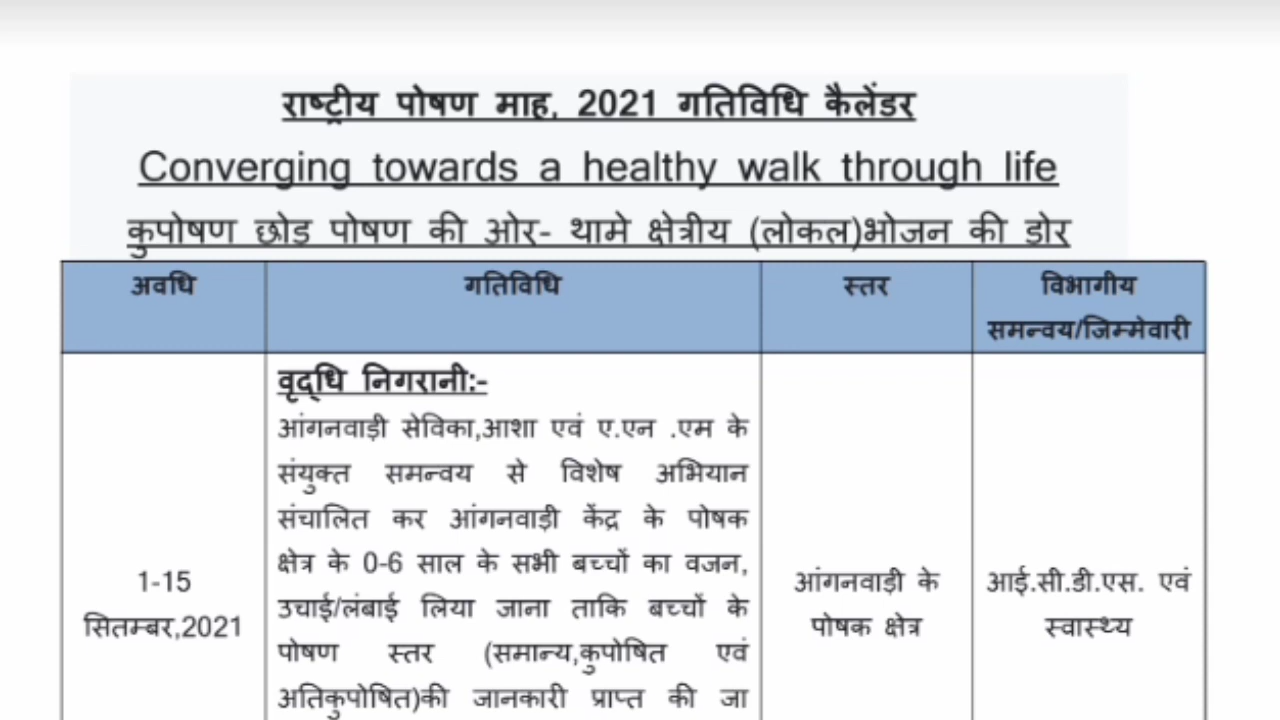 राष्ट्रीय पोषण माह, 2021 गतिविधि कैलेंडर
Converging towards a healthy walk through life
कुपोषण छोड पोषण की ओर- थामे क्षेत्रीय (लोकल)भोजन की डोर
अवधि गतिविधि स्तर विभागीय
समन्वय/जिम्मेवारी
वृद्धि निगरानी:-
आंगनवाड़ी सेविका,आशा एवं ए.एन .एम के
संयुक्त समन्वय से विशेष अभियान
संचालित कर आंगनवाड़ी केंद्र के पोषक
क्षेत्र के 0-6 साल के सभी बच्चों का वजन,
उचाई/लंबाई लिया जाना ताकि बच्चों के
पोषण स्तर (समान्य,कुपोषित एवं
अतिकुपोषित)की जानकारी प्राप्त की जा
1-15
सितम्बर,2021
आंगनवाड़ी के
पोषक क्षेत्र
आई.सी.डी.एस. एवं
स्वास्थ्य